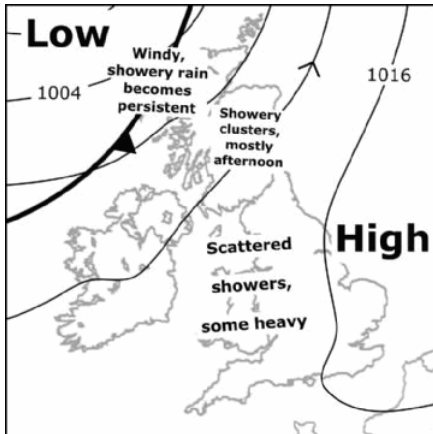 Low
Windy,
showery rain
becomes
persistent
1004
1016
Showery
clusters,
mostly
afternoon
Scattered
showers,
some heavy
High